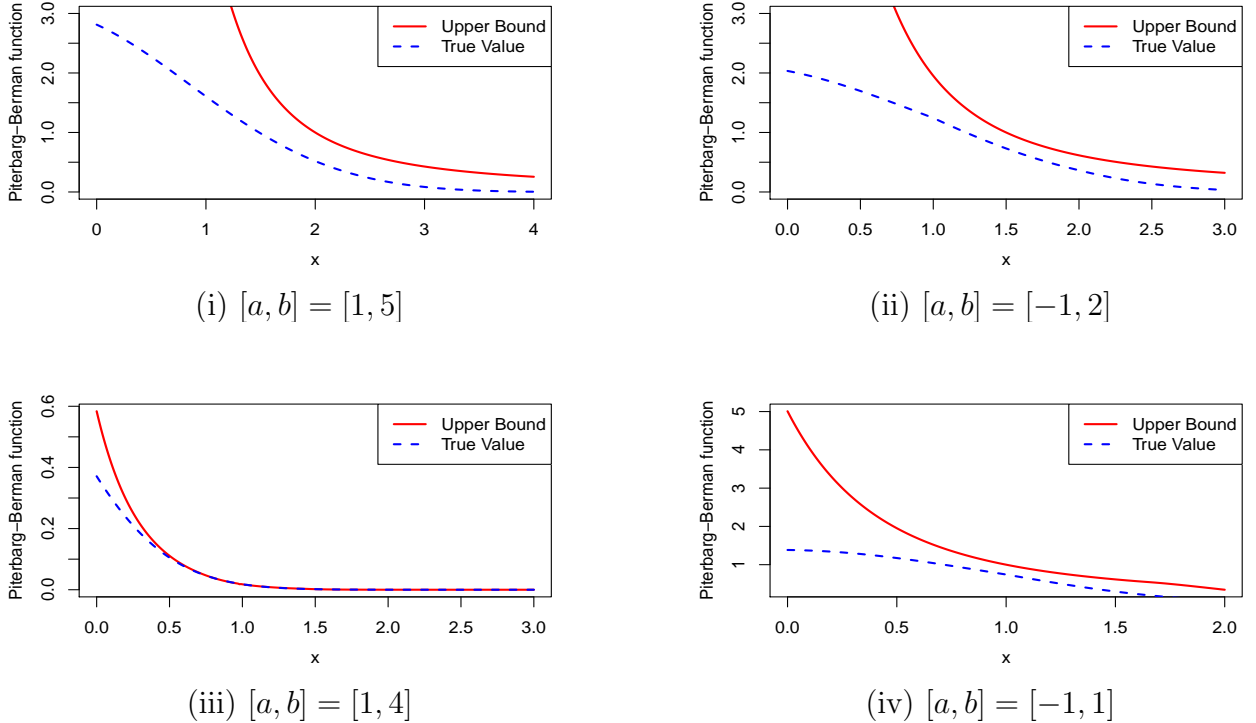 Piterbarg−Berman function
0.0
1.0
2.0
3.0
Upper Bound
True Value
0
1
2
3
4
x
(i) [a, b] = [1, 5]
Piterbarg−Berman function
0.0
1.0
2.0
3.0
Upper Bound
True Value
0.0
0.5
1.0
1.5
2.0
2.5
3.0
x
(ii) [a, b] = [−1, 2]
Piterbarg−Berman function
0.0
0.2
0.4
0.6
Upper Bound
True Value
0.0
0.5
1.0
1.5
2.0
2.5
3.0
x
(iii) [a, b] = [1, 4]
Piterbarg−Berman function
1
2
3
4
5
Upper Bound
True Value
0.0
0.5
1.0
1.5
2.0
x
(iv) [a, b] = [−1, 1]